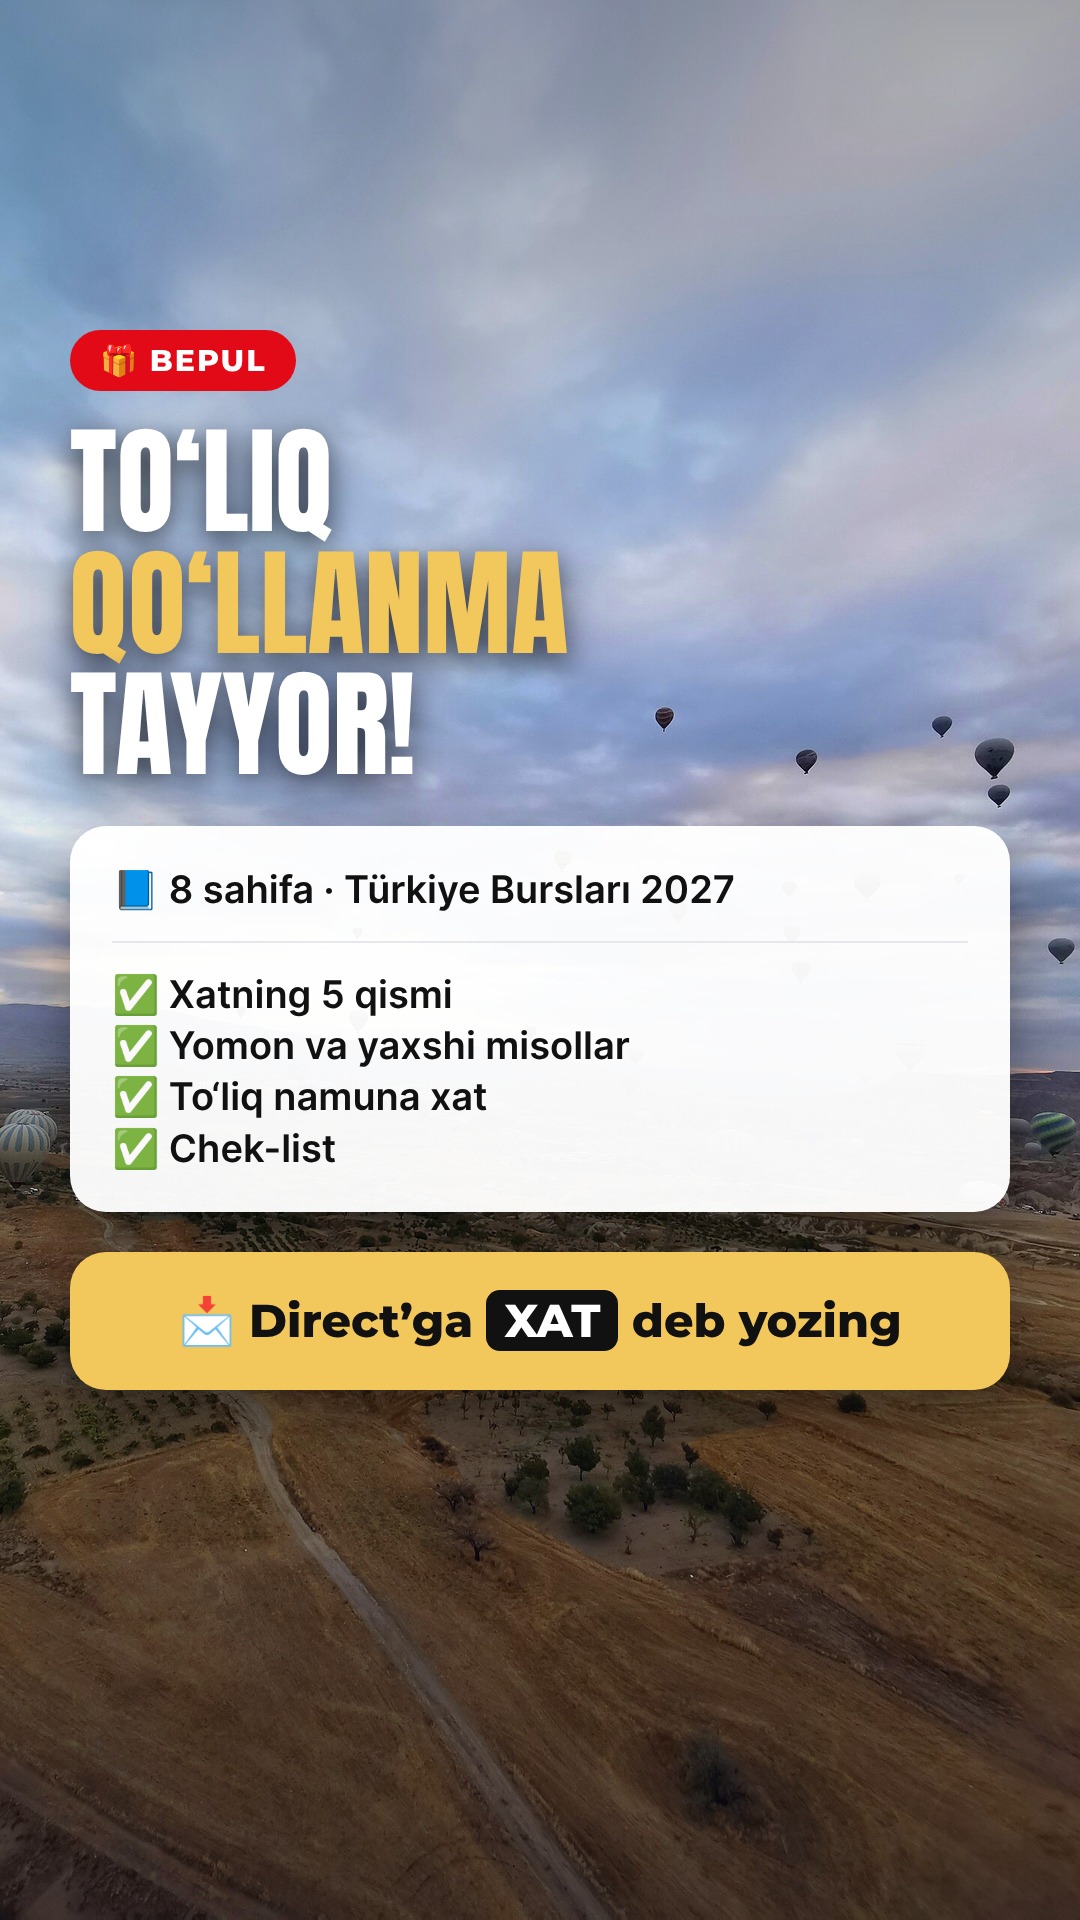 🎁 BEPUL
TO‘LIQ
QO‘LLANMA
TAYYOR!
📘 8 sahifa · Türkiye Bursları 2027
✅ Xatning 5 qismi
✅ Yomon va yaxshi misollar
✅ To‘liq namuna xat
✅ Chek-list
📩 Direct’ga XAT deb yozing